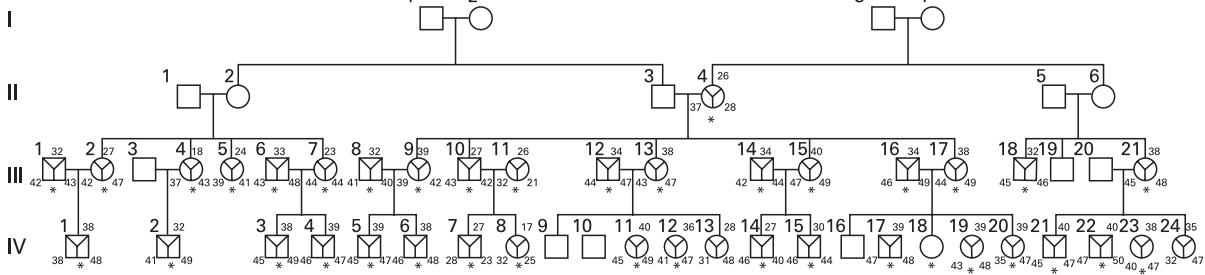 I
II
1 2 3 4 26 5 6
37 28
*
III
1 32 2 27 3 4 18 5 24 6 33 7 23 8 32 9 39 10 27 11 26 12 34 13 38 14 34 15 40 16 34 17 38 18 32 19 20 21 38
42 * 43 42 * 47 37 * 43 39 * 41 43 * 48 44 * 44 41 * 40 39 * 42 43 * 42 32 * 21 44 * 47 43 * 47 42 * 44 47 * 49 46 * 49 44 * 49 45 * 46 45 * 48
IV
1 38 2 32 3 38 4 39 5 39 6 38 7 27 8 17 9 10 11 40 12 36 13 28 14 27 15 30 16 17 39 18 19 39 20 39 21 40 22 40 23 38 24 35
38 * 48 41 * 49 45 * 49 46 * 47 45 * 47 46 * 48 28 * 23 32 * 25 45 * 49 41 * 47 31 48 46 * 40 46 * 44 47 * 48 * 43 * 48 35 * 47 45 * 47 47 * 50 40 * 47 32 47